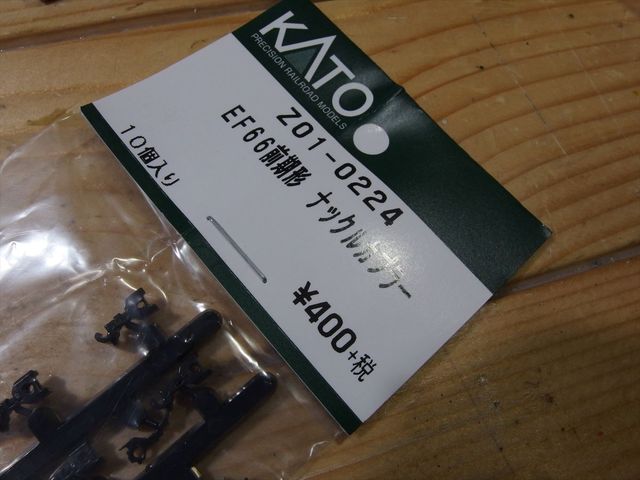 KATO
PRECISION RAILROAD MODELS
Z01-0224
EF66前期形 ナックルカプラー
10個入り
¥400+税